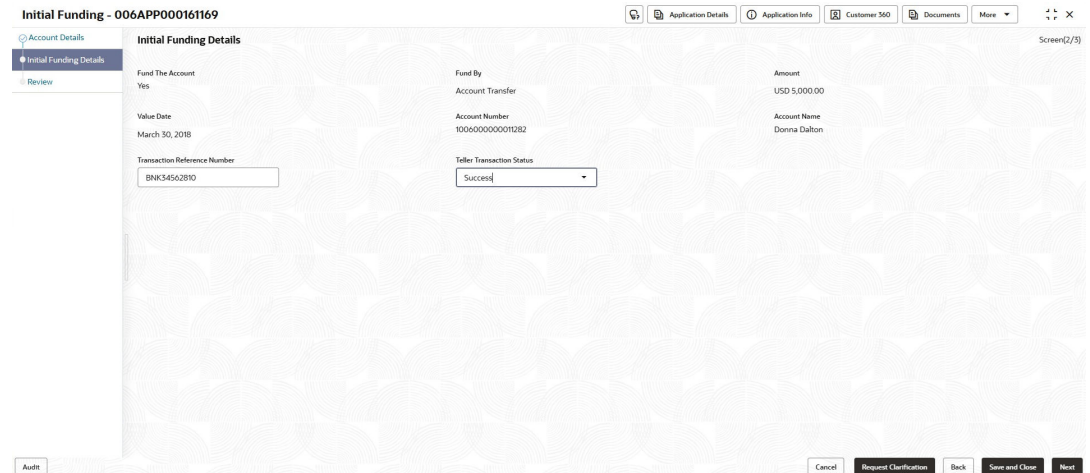 Initial Funding - 006APP000161169
Application Details
Application Info
Customer 360
Documents
More
Account Details
Initial Funding Details
Review
Initial Funding Details
Screen(2/3)
Fund The Account
Yes
Fund By
Account Transfer
Amount
USD 5,000.00
Value Date
March 30, 2018
Account Number
1006000000011282
Account Name
Donna Dalton
Transaction Reference Number
BNK34562810
Teller Transaction Status
Success
Audit
Cancel
Request Clarification
Back
Save and Close
Next